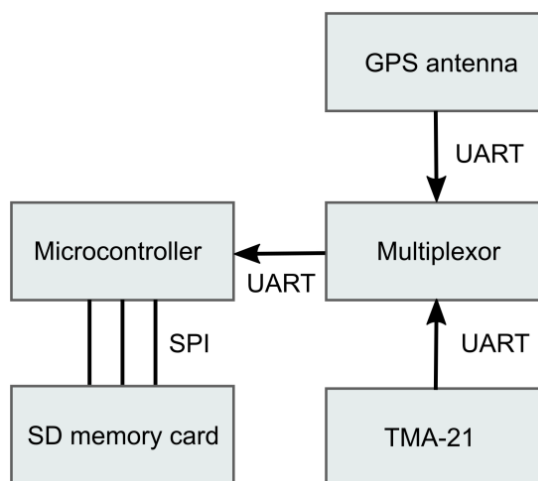 GPS antenna
UART
Microcontroller
Multiplexor
UART
SPI
UART
SD memory card
TMA-21